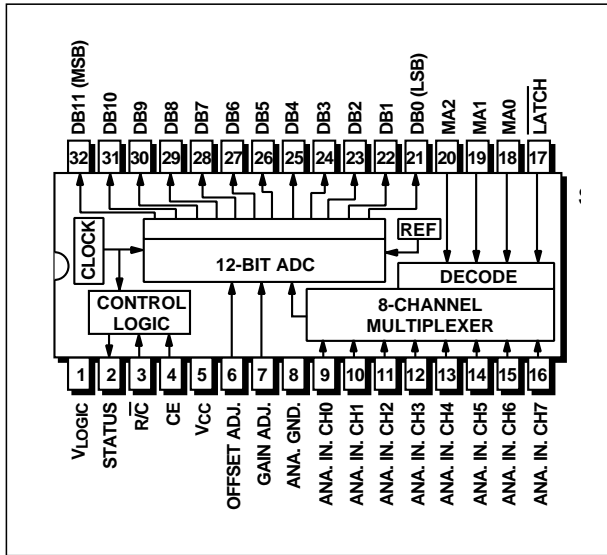 DB11 (MSB)
DB10
DB9
DB8
DB7
DB6
DB5
DB4
DB3
DB2
DB1
DB0 (LSB)
MA2
MA1
MA0
LATCH
32 31 30 29 28 27 26 25 24 23 22 21 20 19 18 17
CLOCK
REF
12-BIT ADC
DECODE
CONTROL
LOGIC
8-CHANNEL
MULTIPLEXER
1 2 3 4 5 6 7 8 9 10 11 12 13 14 15 16
VLOGIC
STATUS
R/C
CE
VCC
OFFSET ADJ.
GAIN ADJ.
ANA. GND.
ANA. IN. CH0
ANA. IN. CH1
ANA. IN. CH2
ANA. IN. CH3
ANA. IN. CH4
ANA. IN. CH5
ANA. IN. CH6
ANA. IN. CH7